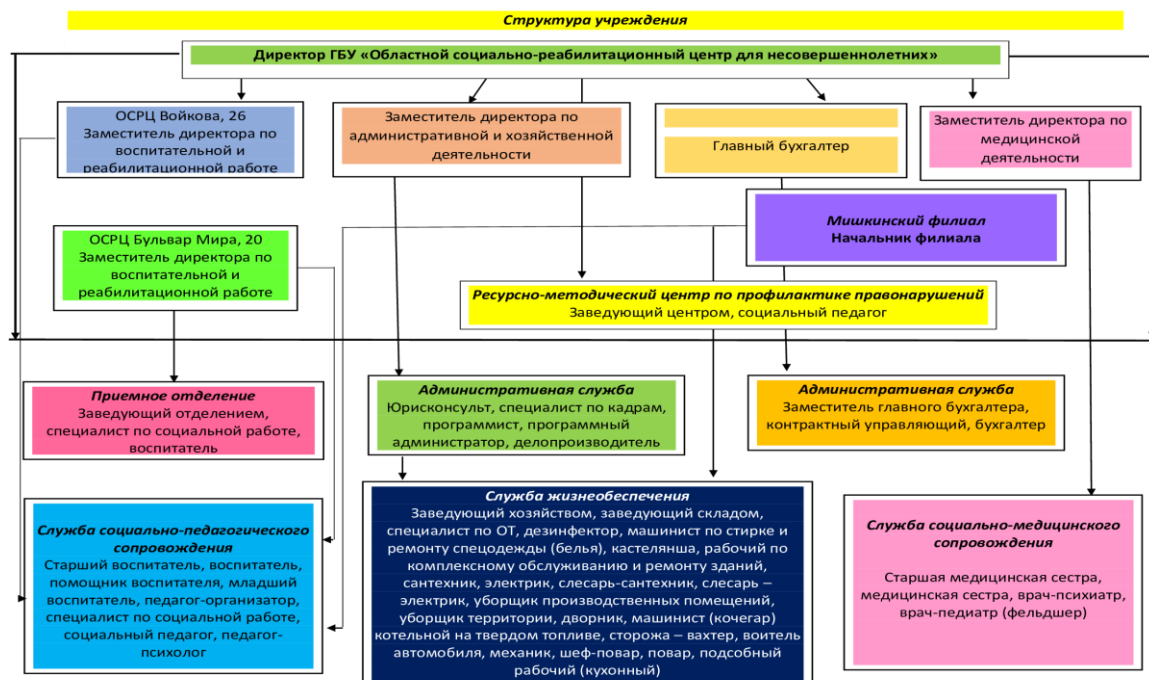 Структура учреждения
Директор ГБУ «Областной социально-реабилитационный центр для несовершеннолетних»
ОСРЦ Войкова, 26
Заместитель директора по
воспитательной и
реабилитационной работе
Заместитель директора по
административной и хозяйственной
деятельности
Главный бухгалтер
Заместитель директора по
медицинской
деятельности
Мишкинский филиал
Начальник филиала
ОСРЦ Бульвар Мира, 20
Заместитель директора по
воспитательной и
реабилитационной работе
Ресурсно-методический центр по профилактике правонарушений
Заведующий центром, социальный педагог
Приемное отделение
Заведующий отделением,
специалист по социальной работе,
воспитатель
Административная служба
Юрисконсульт, специалист по кадрам,
программист, программный
администратор, делопроизводитель
Административная служба
Заместитель главного бухгалтера,
контрактный управляющий, бухгалтер
Служба социально-педагогического
сопровождения
Старший воспитатель, воспитатель,
помощник воспитателя, младший
воспитатель, педагог-организатор,
специалист по социальной работе,
социальный педагог, педагог-
психолог
Служба жизнеобеспечения
Заведующий хозяйством, заведующий складом,
специалист по ОТ, дезинфектор, машинист по стирке и
ремонту спецодежды (белья), кастелянша, рабочий по
комплексному обслуживанию и ремонту зданий,
сантехник, электрик, слесарь-сантехник, слесарь –
электрик, уборщик производственных помещений,
уборщик территории, дворник, машинист (кочегар)
котельной на твердом топливе, сторожа – вахтер, воитель
автомобиля, механик, шеф-повар, повар, подсобный
рабочий (кухонный)
Служба социально-медицинского
сопровождения
Старшая медицинская сестра,
медицинская сестра, врач-психиатр,
врач-педиатр (фельдшер)